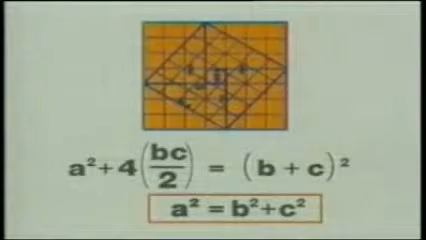 a²+4(bc/2) = (b + c)²
a² = b²+c²